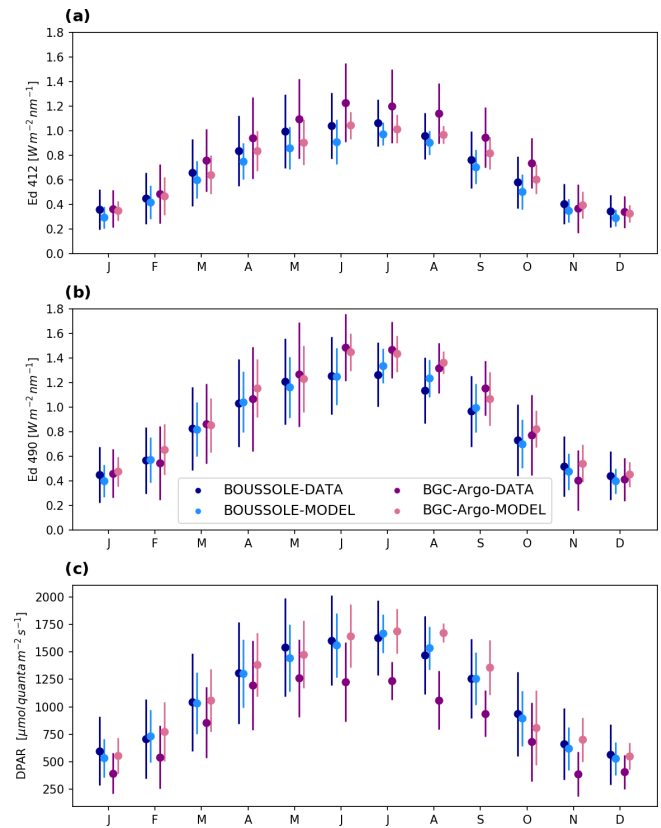 (a)
1.8
1.6
1.4
1.2
1.0
0.8
0.6
0.4
0.2
0.0
Ed 412 [W m⁻² nm⁻¹]
J F M A M J J A S O N D
(b)
1.8
1.6
1.4
1.2
1.0
0.8
0.6
0.4
0.2
0.0
Ed 490 [W m⁻² nm⁻¹]
BOUSSOLE-DATA BGC-Argo-DATA
BOUSSOLE-MODEL BGC-Argo-MODEL
J F M A M J J A S O N D
(c)
2000
1750
1500
1250
1000
750
500
250
DPAR [μmol quanta m⁻² s⁻¹]
J F M A M J J A S O N D